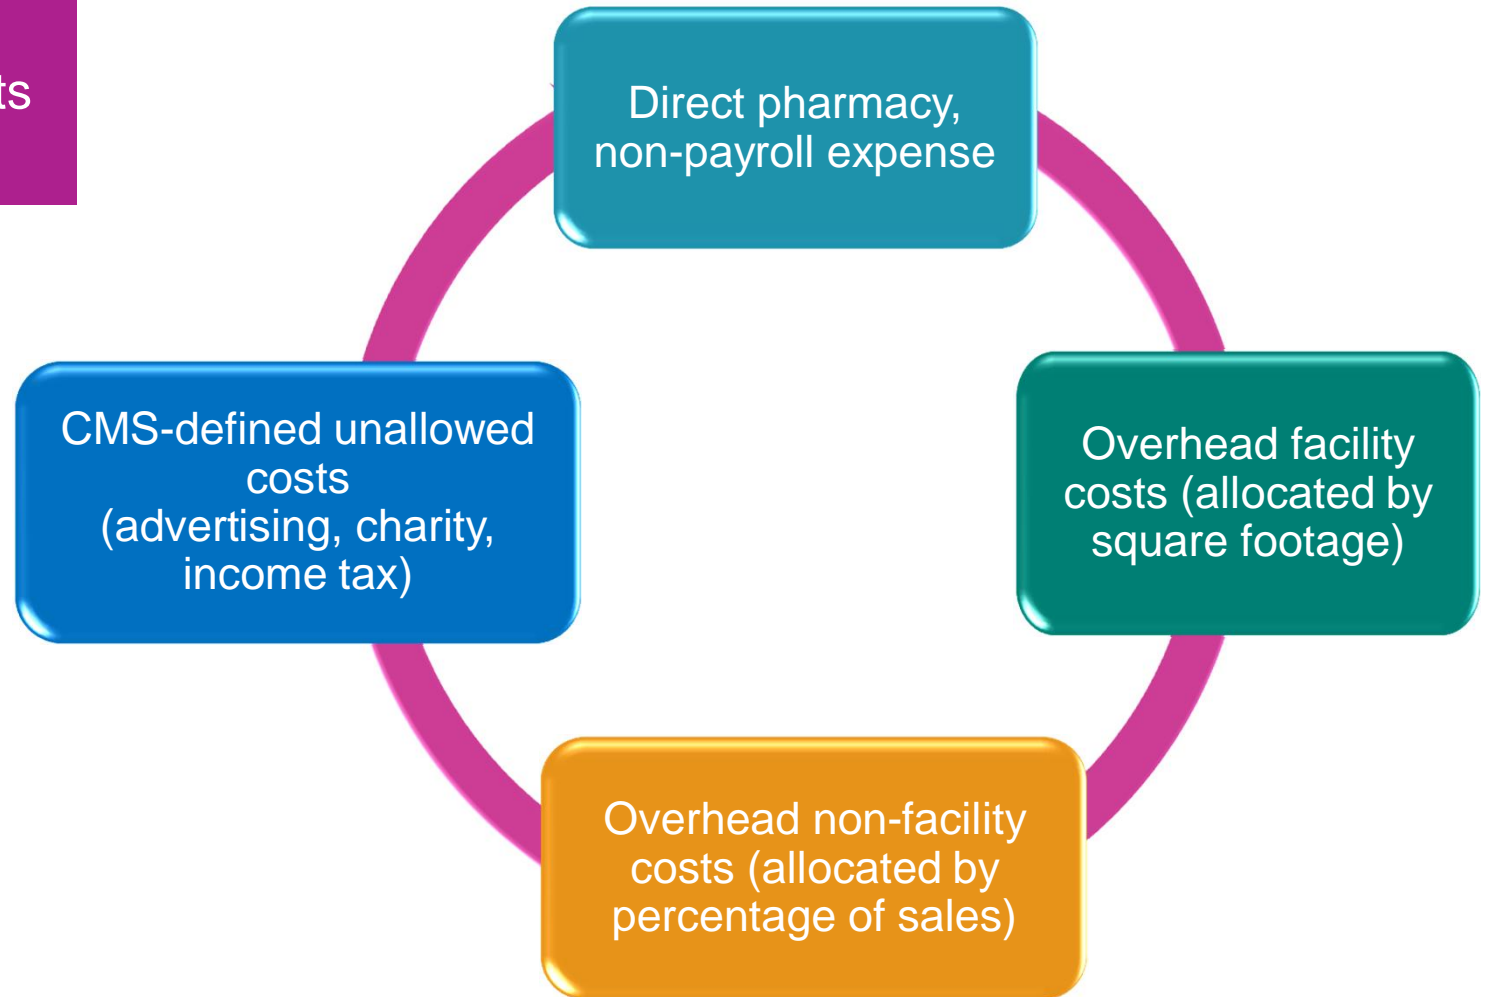 ts
Direct pharmacy,
non-payroll expense
CMS-defined unallowed
costs
(advertising, charity,
income tax)
Overhead facility
costs (allocated by
square footage)
Overhead non-facility
costs (allocated by
percentage of sales)